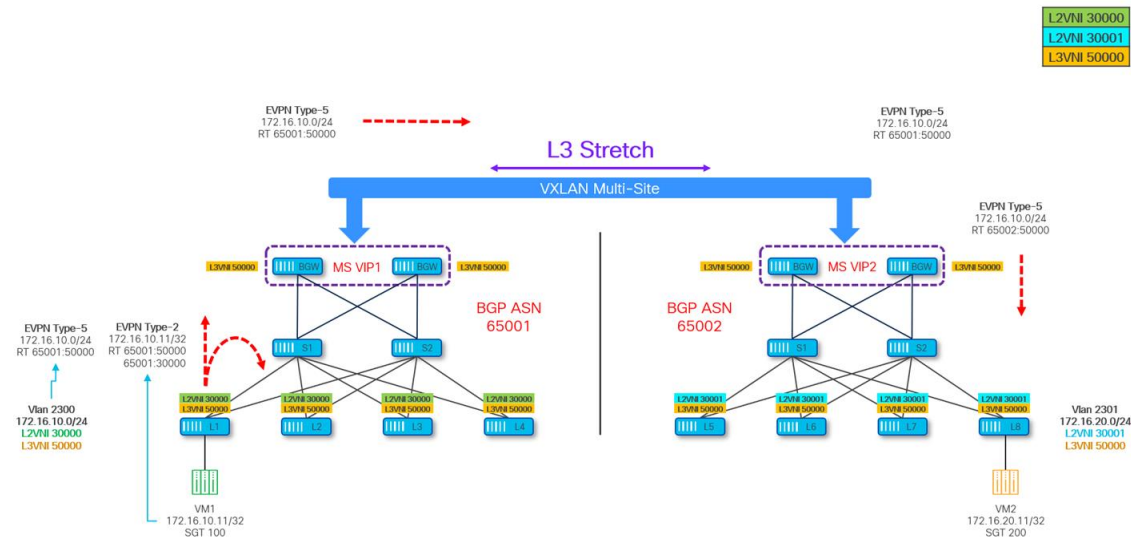 L2VNI 30000
L2VNI 30001
L3VNI 50000
EVPN Type-5
172.16.10.0/24
RT 65001:50000
EVPN Type-5
172.16.10.0/24
RT 65001:50000
L3 Stretch
VXLAN Multi-Site
EVPN Type-5
172.16.10.0/24
RT 65002:50000
L3VNI 50000
BGW
MS VIP1
BGW
L3VNI 50000
L3VNI 50000
BGW
MS VIP2
BGW
L3VNI 50000
BGP ASN
65001
BGP ASN
65002
EVPN Type-5
172.16.10.0/24
RT 65001:50000
EVPN Type-2
172.16.10.11/32
RT 65001:50000
65001:30000
S1
S2
S1
S2
Vlan 2300
172.16.10.0/24
L2VNI 30000
L3VNI 50000
L2VNI 30000
L3VNI 50000
L1
L2VNI 30000
L3VNI 50000
L2
L2VNI 30000
L3VNI 50000
L3
L2VNI 30000
L3VNI 50000
L4
L2VNI 30001
L3VNI 50000
L5
L2VNI 30001
L3VNI 50000
L6
L2VNI 30001
L3VNI 50000
L7
L2VNI 30001
L3VNI 50000
L8
Vlan 2301
172.16.20.0/24
L2VNI 30001
L3VNI 50000
VM1
172.16.10.11/32
SGT 100
VM2
172.16.20.11/32
SGT 200